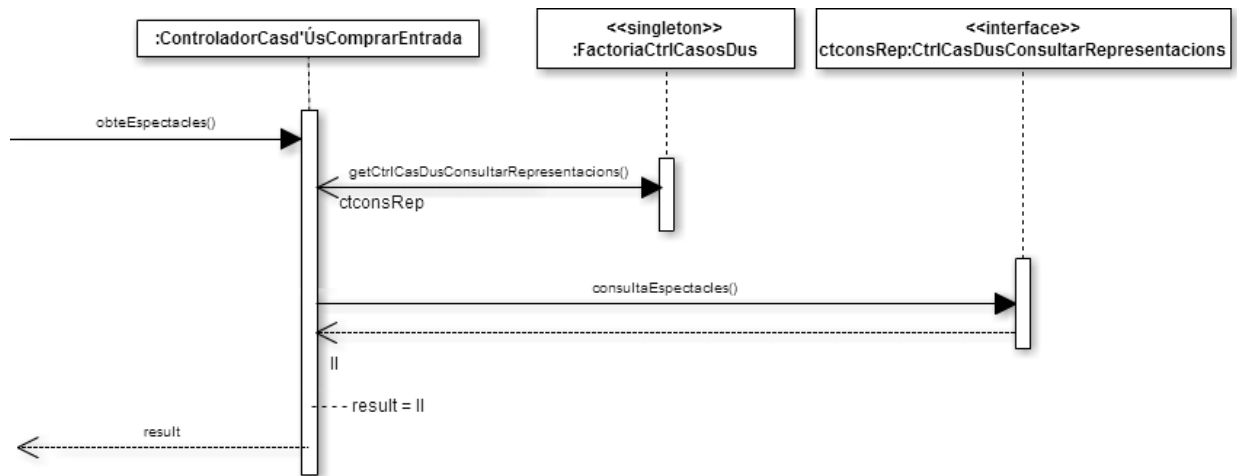 :ControladorCasd'ÚsComprarEntrada
<<singleton>>
:FactoriaCtrlCasosDus
<<interface>>
ctconsRep:CtrlCasDusConsultarRepresentacions
obteEspectacles()
getCtrlCasDusConsultarRepresentacions()
ctconsRep
consultaEspectacles()
ll
result = ll
result